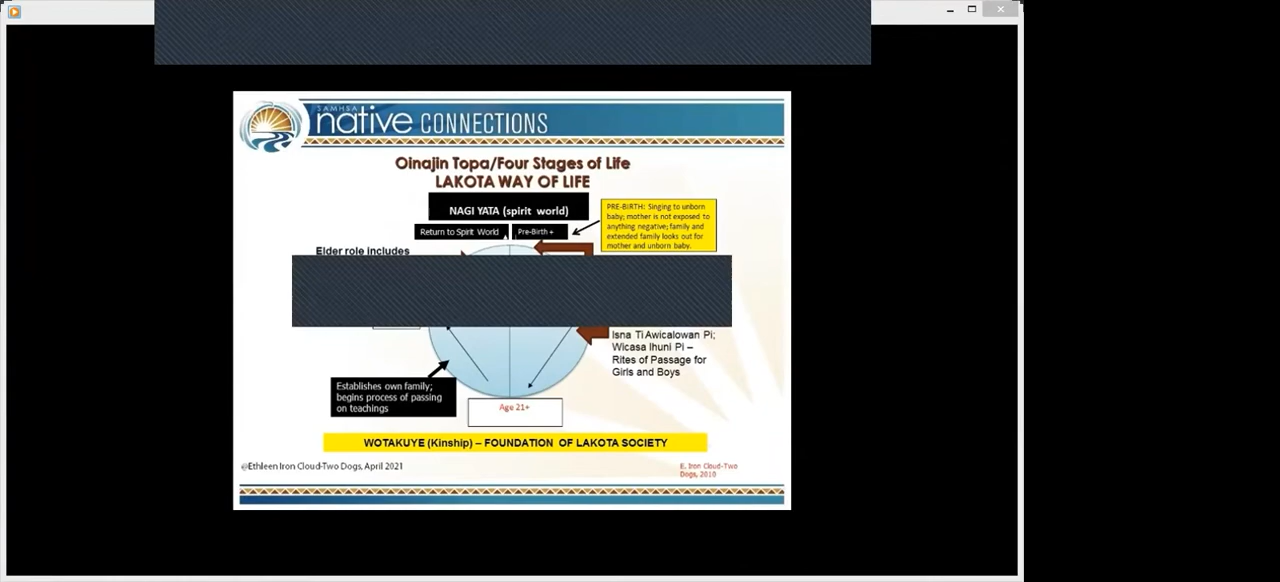 SAMHSA
native CONNECTIONS
Oinajin Topa/Four Stages of Life
LAKOTA WAY OF LIFE
NAGI YATA (spirit world)
Return to Spirit World
Pre-Birth +
PRE-BIRTH: Singing to unborn
baby; mother is not exposed to
anything negative; family and
extended family looks out for
mother and unborn baby.
Elder role includes
Isna Ti Awicalowan Pi;
Wicasa Ihuni Pi –
Rites of Passage for
Girls and Boys
Establishes own family;
begins process of passing
on teachings
Age 21+
WOTAKUYE (Kinship) – FOUNDATION OF LAKOTA SOCIETY
@Ethleen Iron Cloud-Two Dogs, April 2021
E. Iron Cloud-Two
Dogs, 2010